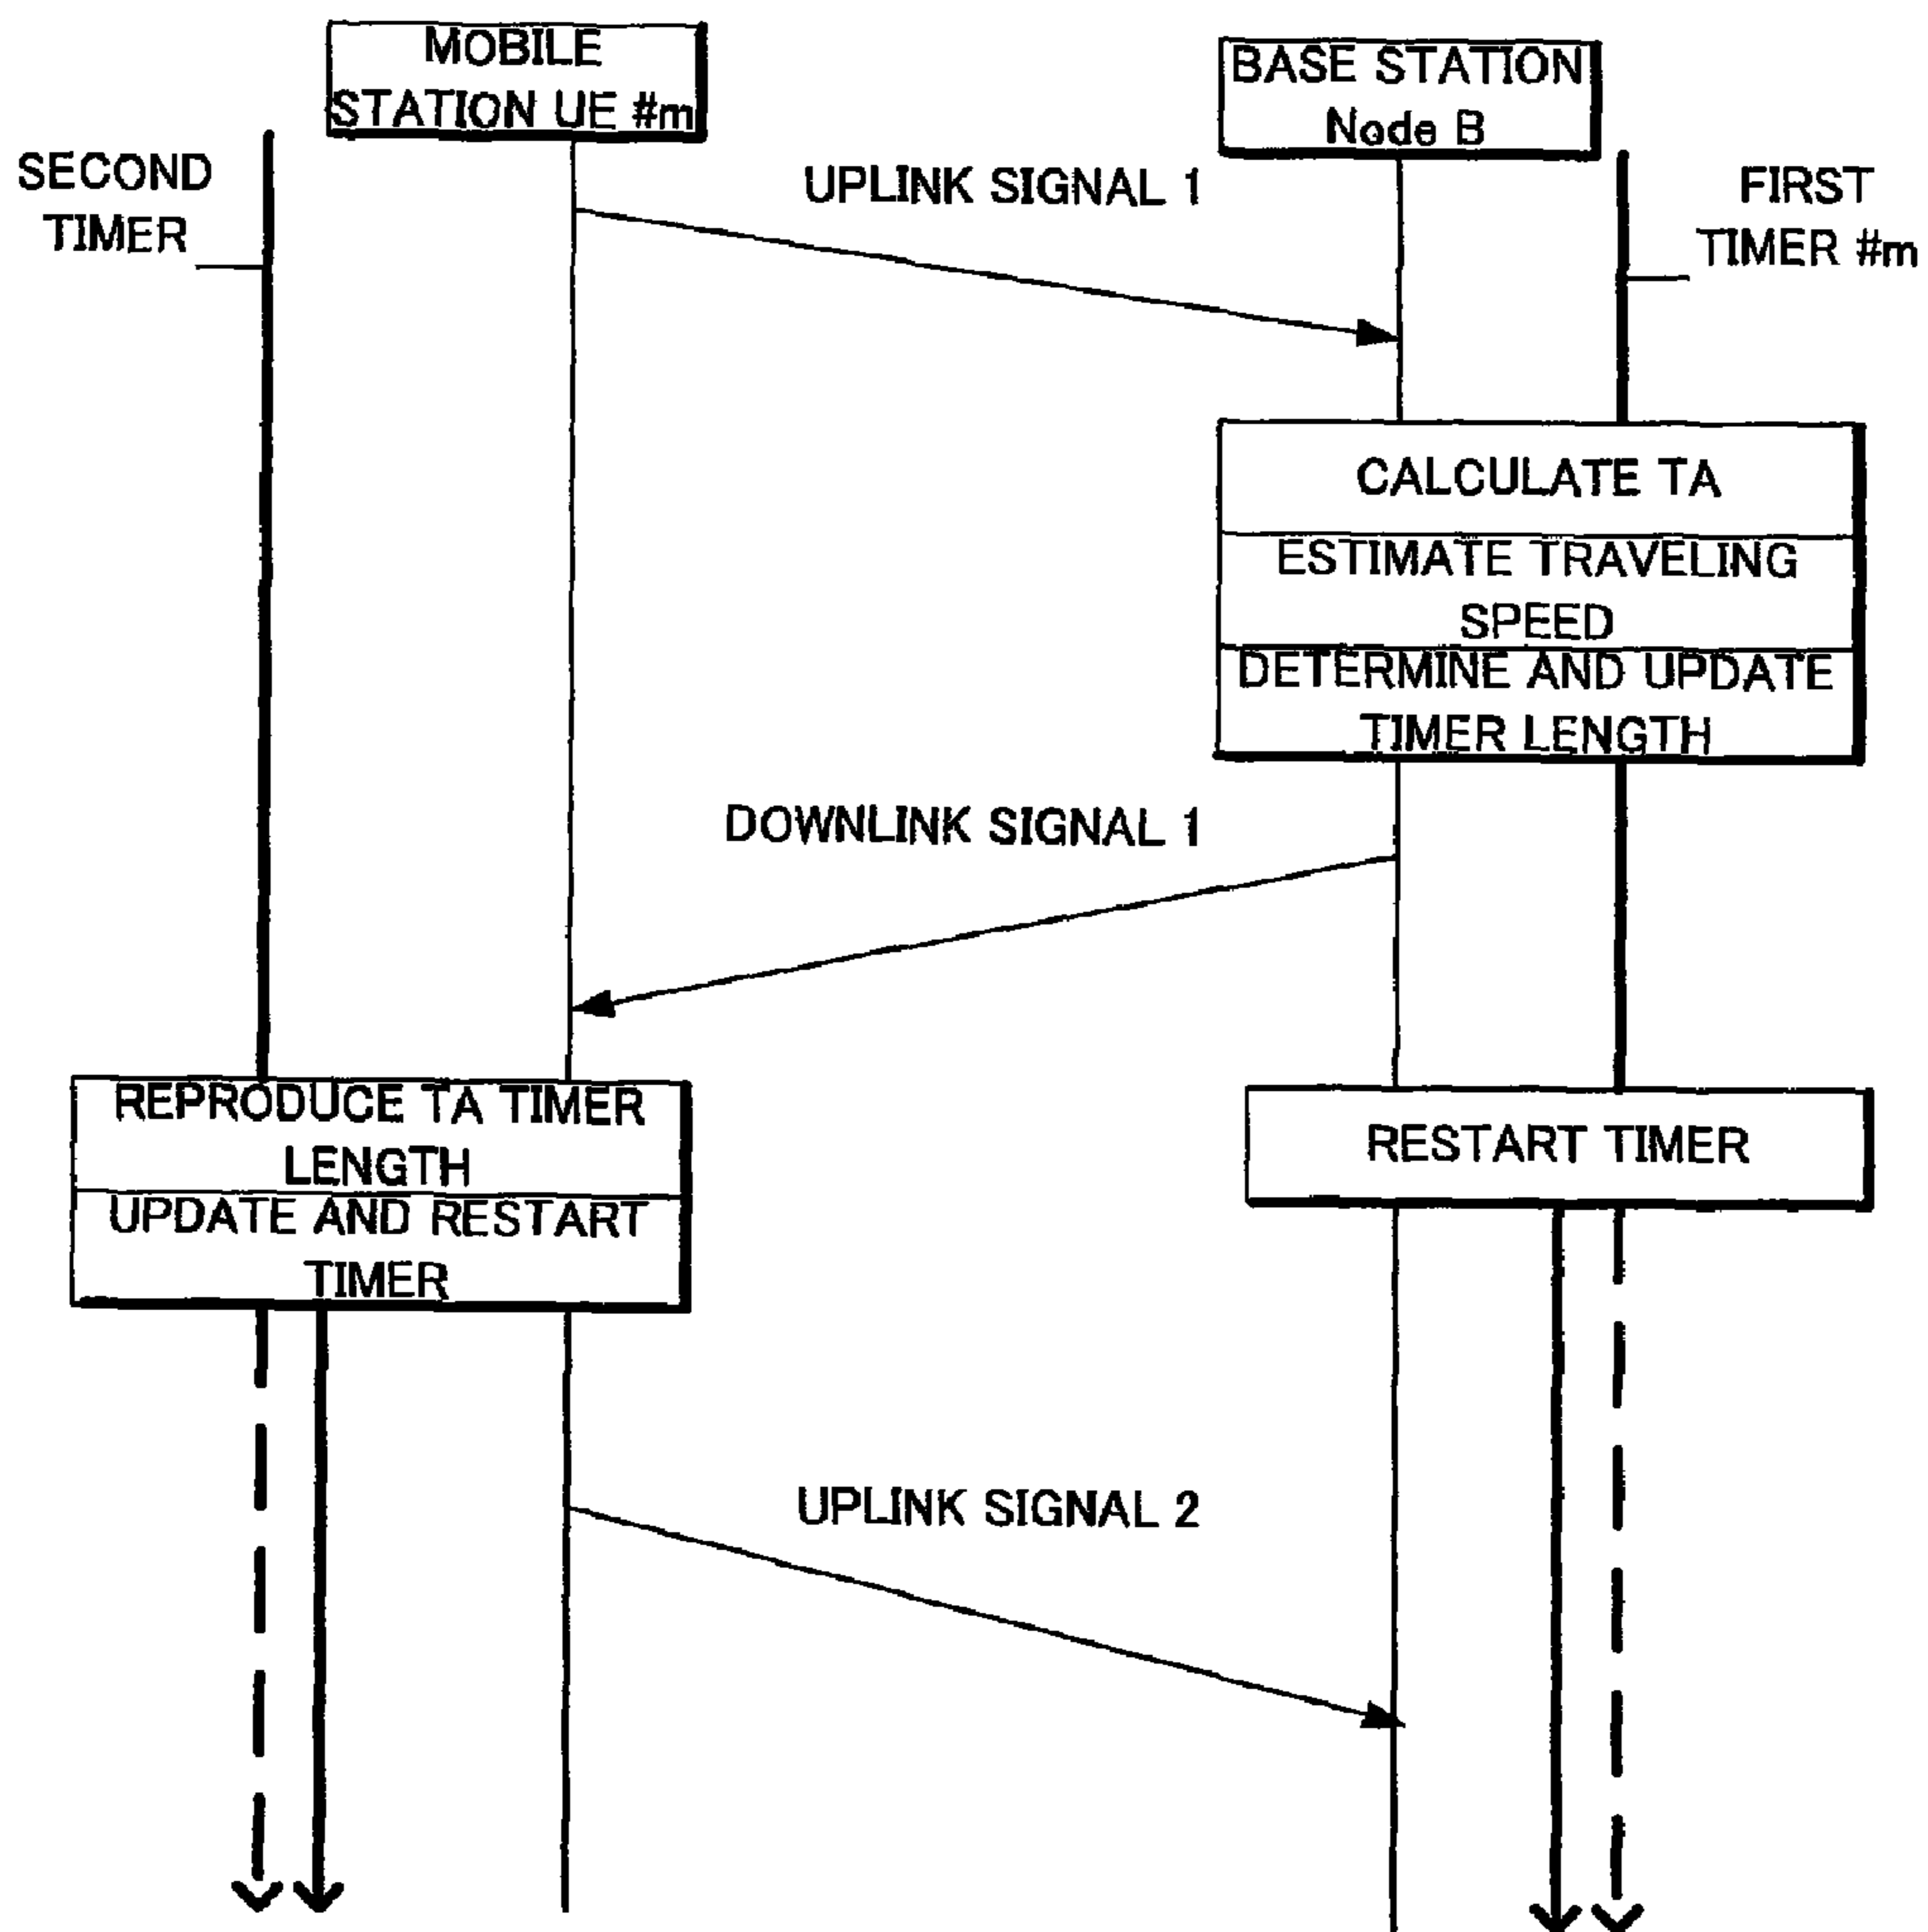 MOBILE
STATION UE #m
BASE STATION
Node B
SECOND
TIMER
UPLINK SIGNAL 1
FIRST
TIMER #m
CALCULATE TA
ESTIMATE TRAVELING
SPEED
DETERMINE AND UPDATE
TIMER LENGTH
DOWNLINK SIGNAL 1
REPRODUCE TA TIMER
LENGTH
UPDATE AND RESTART
TIMER
RESTART TIMER
UPLINK SIGNAL 2